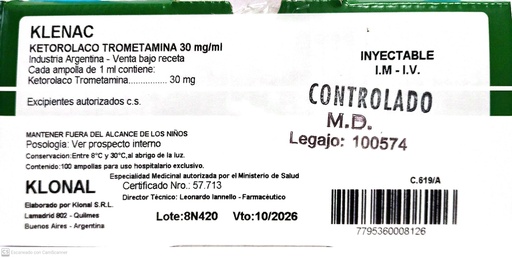 KLENAC
KETOROLACO TROMETAMINA 30 mg/ml
Industria Argentina - Venta bajo receta
Cada ampolla de 1 ml contiene:
Ketorolaco Trometamina................ 30 mg
Excipientes autorizados c.s.
INYECTABLE
I.M - I.V.
CONTROLADO
M.D.
Legajo: 100574
MANTENER FUERA DEL ALCANCE DE LOS NIÑOS
Posología: Ver prospecto interno
Conservacion:Entre 8°C y 30°C,al abrigo de la luz.
Contenido:100 ampollas para uso hospitalario exclusivo.
Especialidad Medicinal autorizada por el Ministerio de Salud
KLONAL
Certificado Nro.: 57.713
Director Técnico: Leonardo Iannello - Farmacéutico
Elaborado por Klonal S.R.L.
Lamadrid 802 - Quilmes
Buenos Aires - Argentina
Lote:8N420 Vto:10/2026
C.619/A
7795360008126
Escaneado con CamScanner